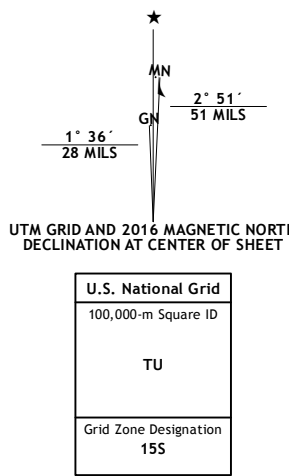 ★
MN
GN
2° 51´
51 MILS
1° 36´
28 MILS
UTM GRID AND 2016 MAGNETIC NORTH
DECLINATION AT CENTER OF SHEET
U.S. National Grid
100,000-m Square ID
TU
Grid Zone Designation
15S